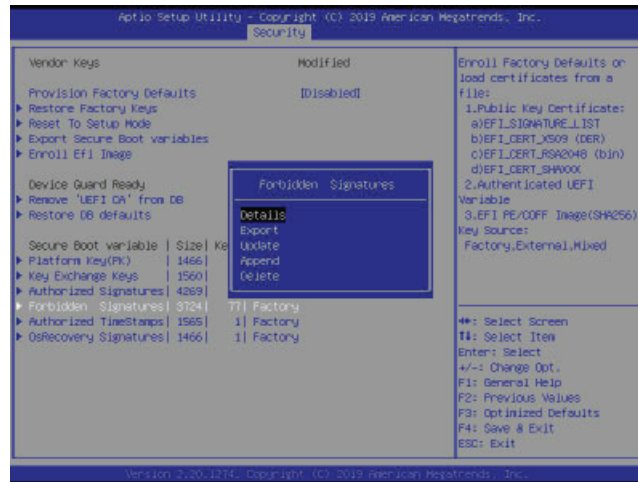 Aptio Setup Utility - Copyright (C) 2019 American Megatrends, Inc.
Security
Vendor Keys Modified
Provision Factory Defaults [Disabled]
Restore Factory Keys
Reset To Setup Mode
Export Secure Boot variables
Enroll Efi Image
Device Guard Ready
Remove 'UEFI CA' from DB
Restore DB defaults
Secure Boot variable | Size| Ke
Platform Key(PK) | 1466|
Key Exchange Keys | 1560|
Authorized Signatures| 4269|
Forbidden Signatures| 3724| 77| Factory
Authorized TimeStamps| 1565| 1| Factory
OsRecovery Signatures| 1466| 1| Factory
Forbidden Signatures
Details
Export
Update
Append
Delete
Enroll Factory Defaults or
load certificates from a
file:
1.Public Key Certificate:
a)EFI_SIGNATURE_LIST
b)EFI_CERT_X509 (DER)
c)EFI_CERT_RSA2048 (bin)
d)EFI_CERT_SHAXXX
2.Authenticated UEFI
Variable
3.EFI PE/COFF Image(SHA256)
Key Source:
Factory,External,Mixed
↔: Select Screen
↑↓: Select Item
Enter: Select
+/-: Change Opt.
F1: General Help
F2: Previous Values
F3: Optimized Defaults
F4: Save & Exit
ESC: Exit
Version 2.20.1274. Copyright (C) 2019 American Megatrends, Inc.